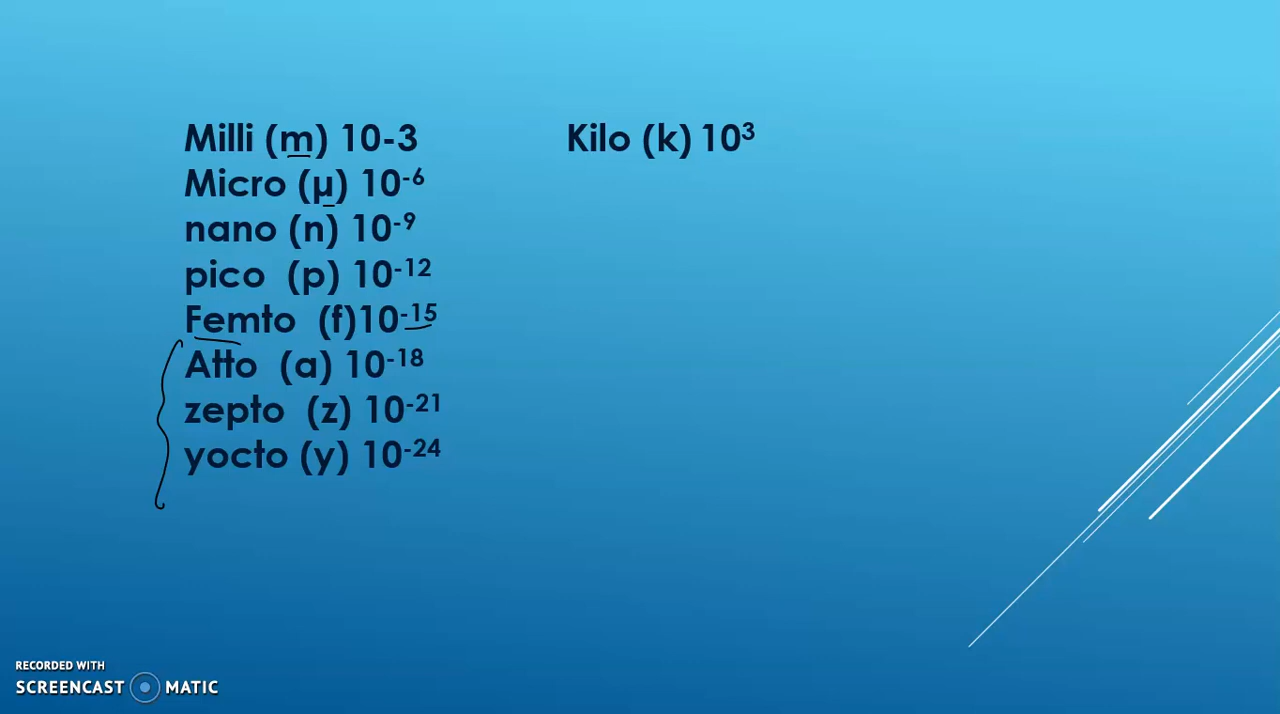 Milli (m) 10-3
Micro (µ) 10⁻⁶
nano (n) 10⁻⁹
pico (p) 10⁻¹²
Femto (f)10⁻¹⁵
Atto (a) 10⁻¹⁸
zepto (z) 10⁻²¹
yocto (y) 10⁻²⁴
Kilo (k) 10³
RECORDED WITH
SCREENCAST MATIC